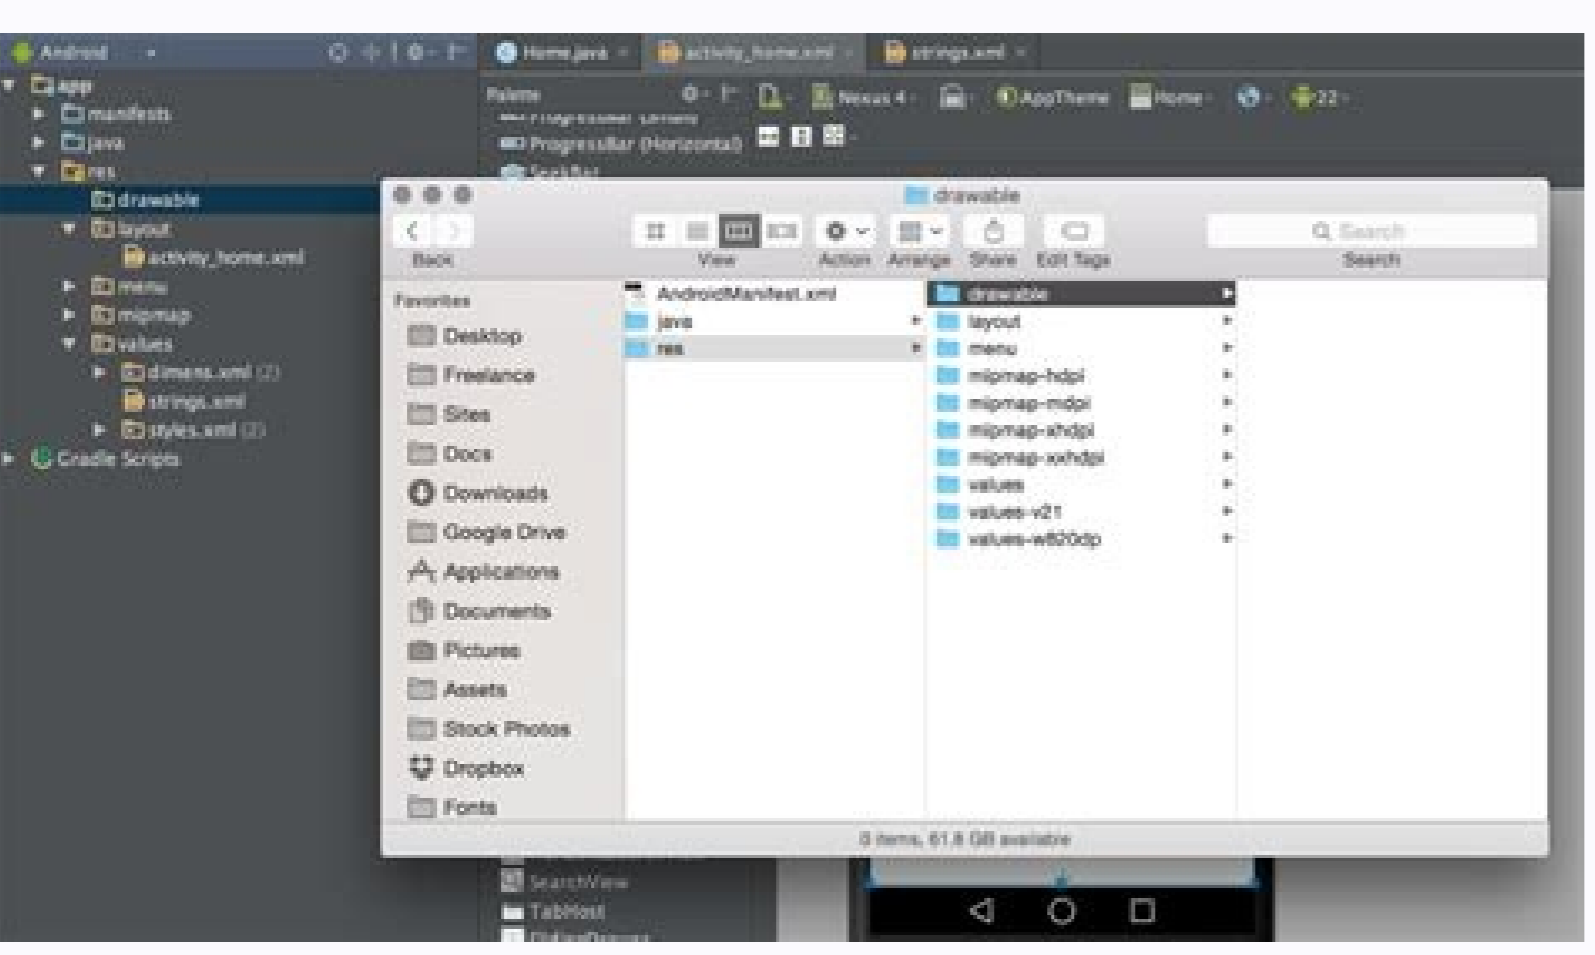 Android
Home.java
activity_home.xml
strings.xml
app
manifests
java
res
drawable
layout
activity_home.xml
menu
mipmap
values
dimens.xml (2)
strings.xml
styles.xml (2)
Gradle Scripts
Palette
Nexus 4
AppTheme
Home
22
ProgressBar (Horizontal)
SeekBar
drawable
Back
View
Action
Arrange
Share
Edit Tags
Search
Search
Favorites
Desktop
Freelance
Sites
Docs
Downloads
Google Drive
Applications
Documents
Pictures
Assets
Stock Photos
Dropbox
Fonts
AndroidManifest.xml
java
res
drawable
layout
menu
mipmap-hdpi
mipmap-mdpi
mipmap-xhdpi
mipmap-xxhdpi
values
values-v21
values-w820dp
0 items, 61.8 GB available
SearchView
TabHost